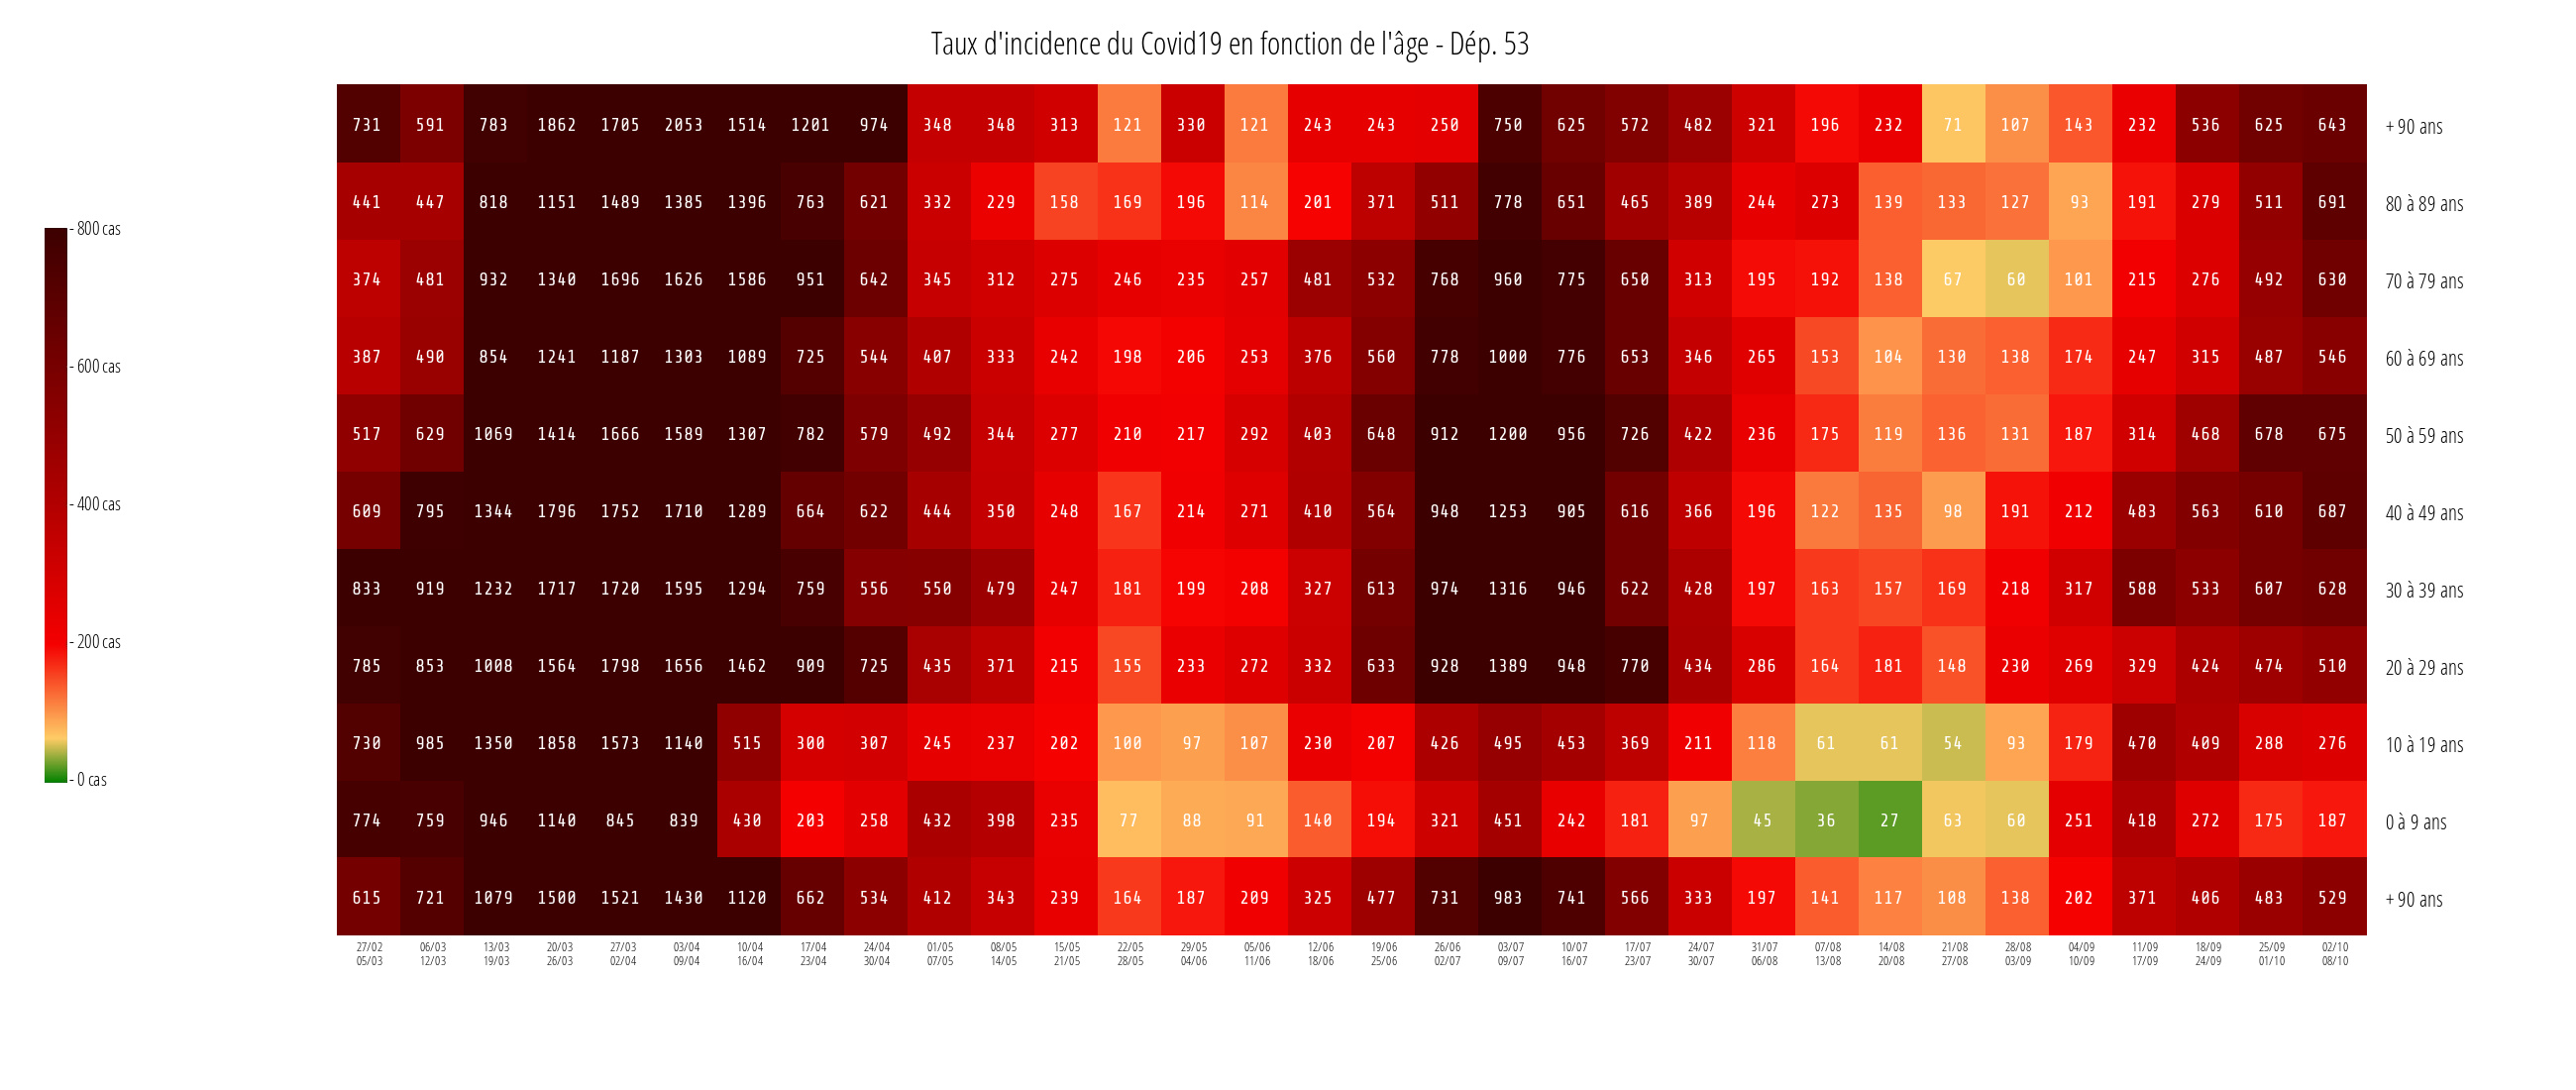 Taux d'incidence du Covid19 en fonction de l'âge - Dép. 53
- 800 cas
- 600 cas
- 400 cas
- 200 cas
- 0 cas
731 591 783 1862 1705 2053 1514 1201 974 348 348 313 121 330 121 243 243 250 750 625 572 482 321 196 232 71 107 143 232 536 625 643 + 90 ans
441 447 818 1151 1489 1385 1396 763 621 332 229 158 169 196 114 201 371 511 778 651 465 389 244 273 139 133 127 93 191 279 511 691 80 à 89 ans
374 481 932 1340 1696 1626 1586 951 642 345 312 275 246 235 257 481 532 768 960 775 650 313 195 192 138 67 60 101 215 276 492 630 70 à 79 ans
387 490 854 1241 1187 1303 1089 725 544 407 333 242 198 206 253 376 560 778 1000 776 653 346 265 153 104 130 138 174 247 315 487 546 60 à 69 ans
517 629 1069 1414 1666 1589 1307 782 579 492 344 277 210 217 292 403 648 912 1200 956 726 422 236 175 119 136 131 187 314 468 678 675 50 à 59 ans
609 795 1344 1796 1752 1710 1289 664 622 444 350 248 167 214 271 410 564 948 1253 905 616 366 196 122 135 98 191 212 483 563 610 687 40 à 49 ans
833 919 1232 1717 1720 1595 1294 759 556 550 479 247 181 199 208 327 613 974 1316 946 622 428 197 163 157 169 218 317 588 533 607 628 30 à 39 ans
785 853 1008 1564 1798 1656 1462 909 725 435 371 215 155 233 272 332 633 928 1389 948 770 434 286 164 181 148 230 269 329 424 474 510 20 à 29 ans
730 985 1350 1858 1573 1140 515 300 307 245 237 202 100 97 107 230 207 426 495 453 369 211 118 61 61 54 93 179 470 409 288 276 10 à 19 ans
774 759 946 1140 845 839 430 203 258 432 398 235 77 88 91 140 194 321 451 242 181 97 45 36 27 63 60 251 418 272 175 187 0 à 9 ans
615 721 1079 1500 1521 1430 1120 662 534 412 343 239 164 187 209 325 477 731 983 741 566 333 197 141 117 108 138 202 371 406 483 529 + 90 ans
27/02 06/03 13/03 20/03 27/03 03/04 10/04 17/04 24/04 01/05 08/05 15/05 22/05 29/05 05/06 12/06 19/06 26/06 03/07 10/07 17/07 24/07 31/07 07/08 14/08 21/08 28/08 04/09 11/09 18/09 25/09 02/10
05/03 12/03 19/03 26/03 02/04 09/04 16/04 23/04 30/04 07/05 14/05 21/05 28/05 04/06 11/06 18/06 25/06 02/07 09/07 16/07 23/07 30/07 06/08 13/08 20/08 27/08 03/09 10/09 17/09 24/09 01/10 08/10